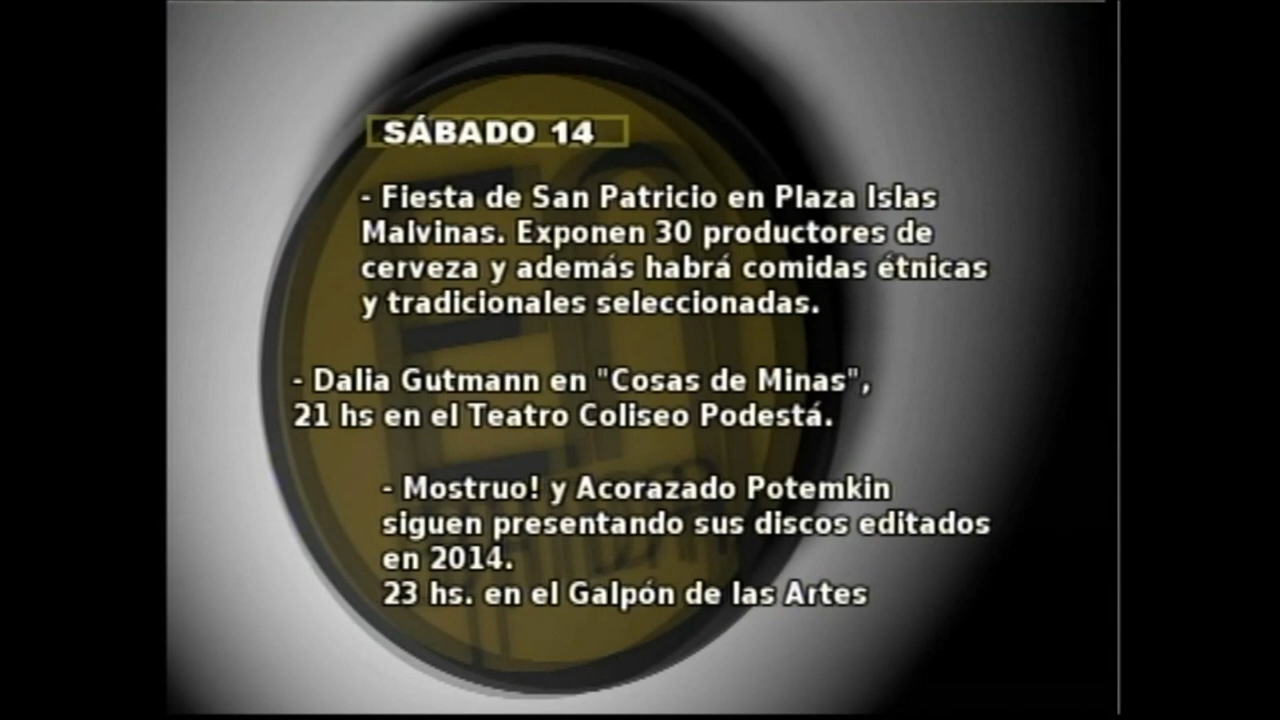 SÁBADO 14
- Fiesta de San Patricio en Plaza Islas
Malvinas. Exponen 30 productores de
cerveza y además habrá comidas étnicas
y tradicionales seleccionadas.
- Dalia Gutmann en "Cosas de Minas",
21 hs en el Teatro Coliseo Podestá.
- Mostruo! y Acorazado Potemkin
siguen presentando sus discos editados
en 2014.
23 hs. en el Galpón de las Artes